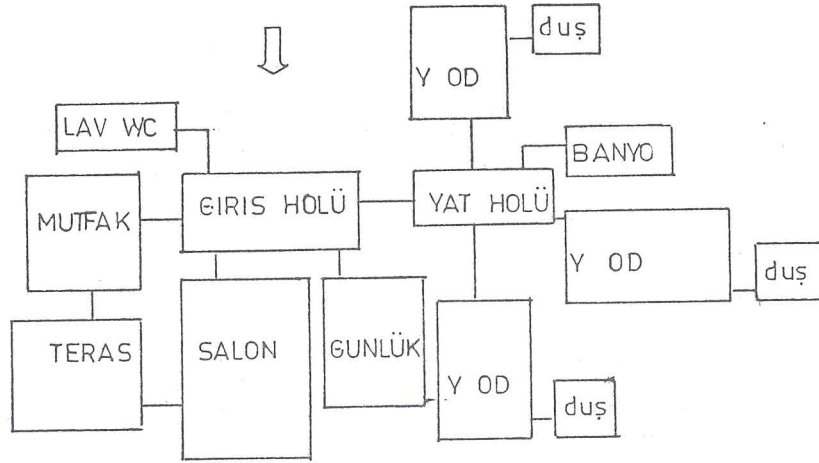 duş
Y OD
LAV WC
BANYO
MUTFAK
GIRIS HOLÜ
YAT HOLÜ
Y OD
duş
TERAS
SALON
GUNLÜK
Y OD
duş